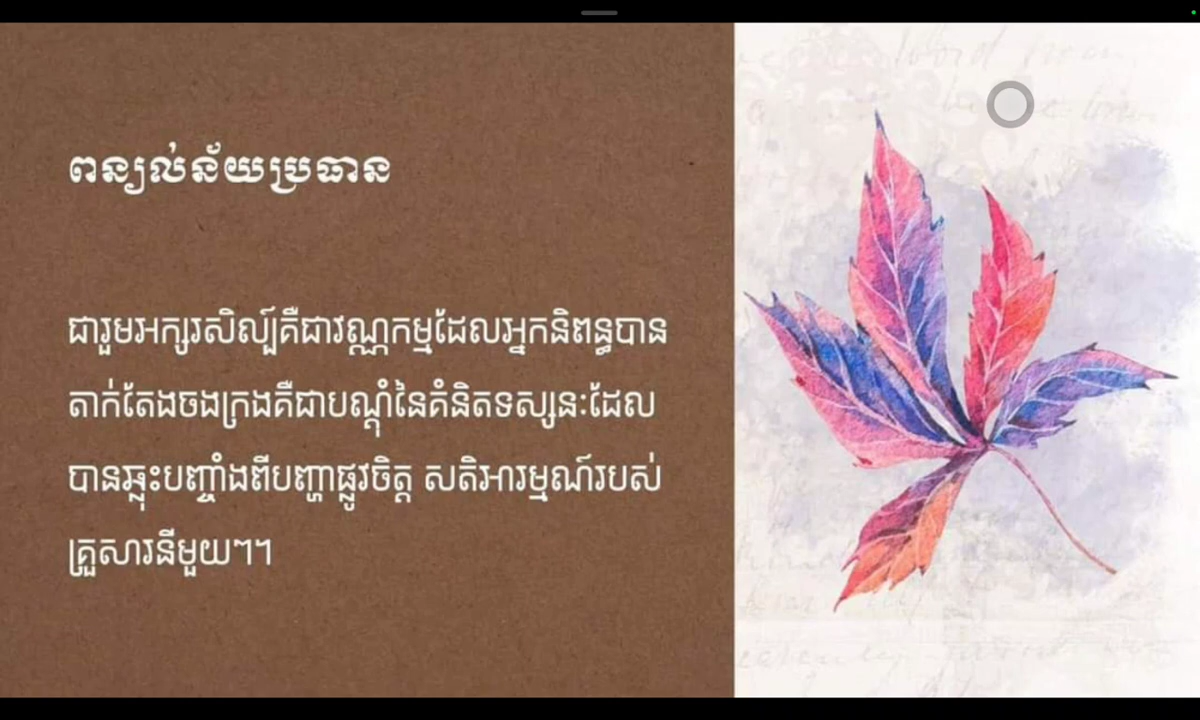 ពន្យល់ន័យប្រធាន
ជារួមអក្សរសិល្ប៍គឺជាវណ្ណកម្មដែលអ្នកនិពន្ធបាន
តាក់តែងចងក្រងគឺជាបណ្តុំនៃគំនិតទស្សនៈដែល
បានឆ្លុះបញ្ចាំងពីបញ្ហាផ្លូវចិត្ត សតិអារម្មណ៍របស់
គ្រួសារនីមួយៗ។